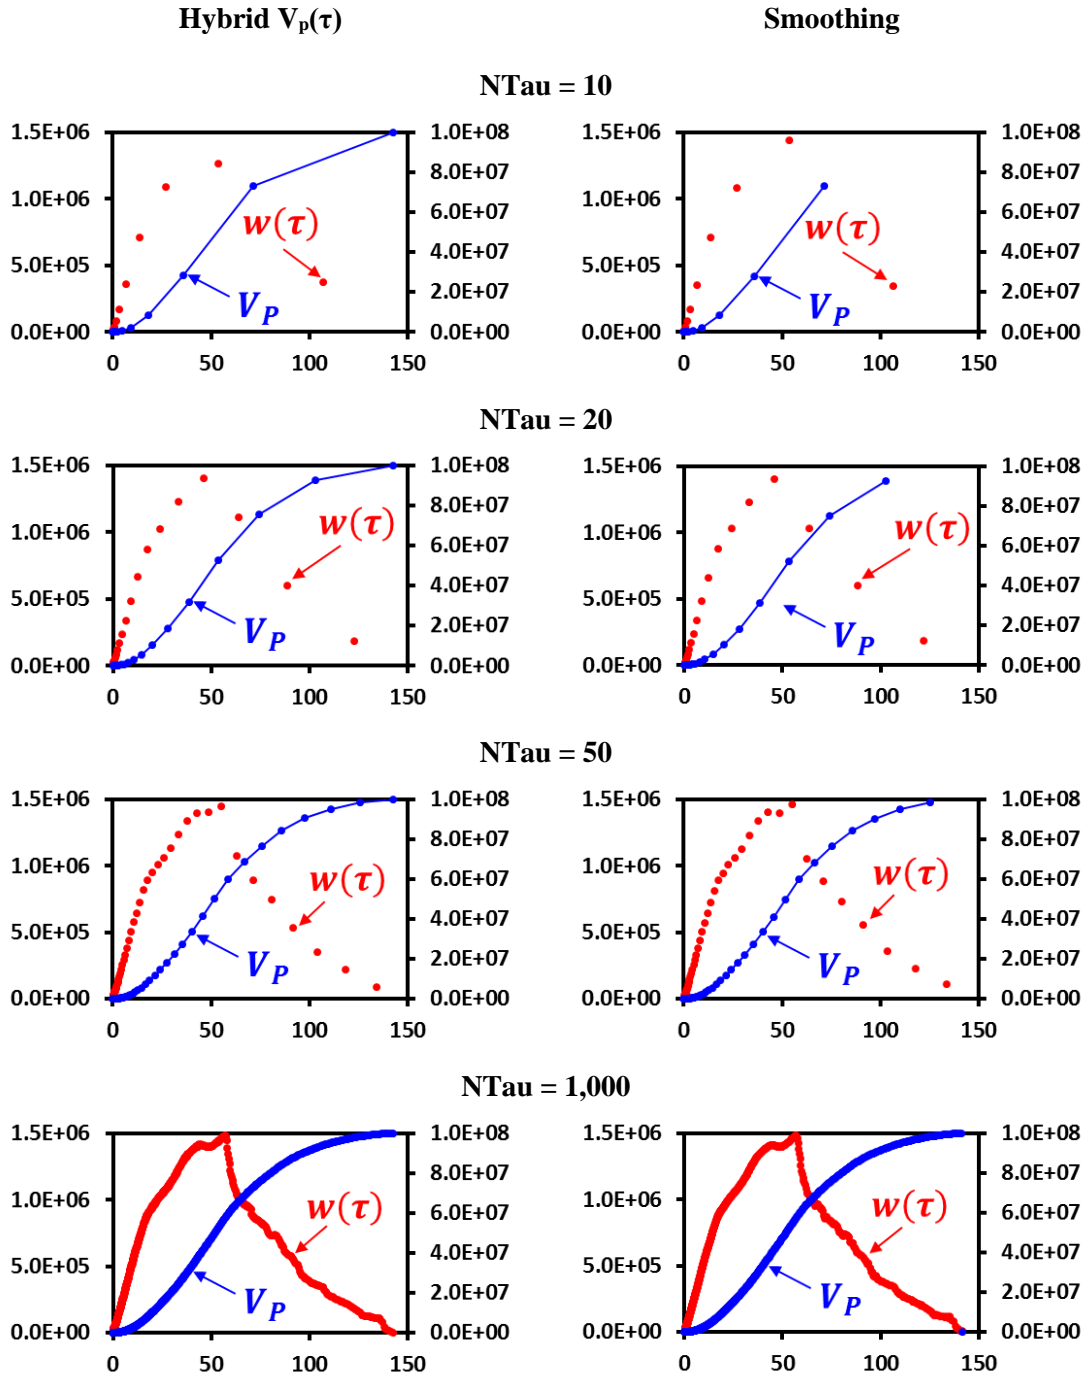 Hybrid Vₚ(τ) Smoothing
NTau = 10
1.5E+06 1.0E+08 1.5E+06 1.0E+08
8.0E+07 8.0E+07
1.0E+06 1.0E+06
6.0E+07 6.0E+07
w(τ) w(τ)
4.0E+07 4.0E+07
5.0E+05 5.0E+05
V_P 2.0E+07 V_P 2.0E+07
0.0E+00 0.0E+00 0.0E+00 0.0E+00
0 50 100 150 0 50 100 150
NTau = 20
1.5E+06 1.0E+08 1.5E+06 1.0E+08
8.0E+07 8.0E+07
1.0E+06 w(τ) 1.0E+06 w(τ)
6.0E+07 6.0E+07
4.0E+07 4.0E+07
5.0E+05 5.0E+05
V_P 2.0E+07 V_P 2.0E+07
0.0E+00 0.0E+00 0.0E+00 0.0E+00
0 50 100 150 0 50 100 150
NTau = 50
1.5E+06 1.0E+08 1.5E+06 1.0E+08
8.0E+07 8.0E+07
1.0E+06 1.0E+06
w(τ) 6.0E+07 w(τ) 6.0E+07
4.0E+07 4.0E+07
5.0E+05 5.0E+05
V_P 2.0E+07 V_P 2.0E+07
0.0E+00 0.0E+00 0.0E+00 0.0E+00
0 50 100 150 0 50 100 150
NTau = 1,000
1.5E+06 1.0E+08 1.5E+06 1.0E+08
8.0E+07 8.0E+07
1.0E+06 1.0E+06
w(τ) 6.0E+07 w(τ) 6.0E+07
4.0E+07 4.0E+07
5.0E+05 5.0E+05
V_P 2.0E+07 V_P 2.0E+07
0.0E+00 0.0E+00 0.0E+00 0.0E+00
0 50 100 150 0 50 100 150